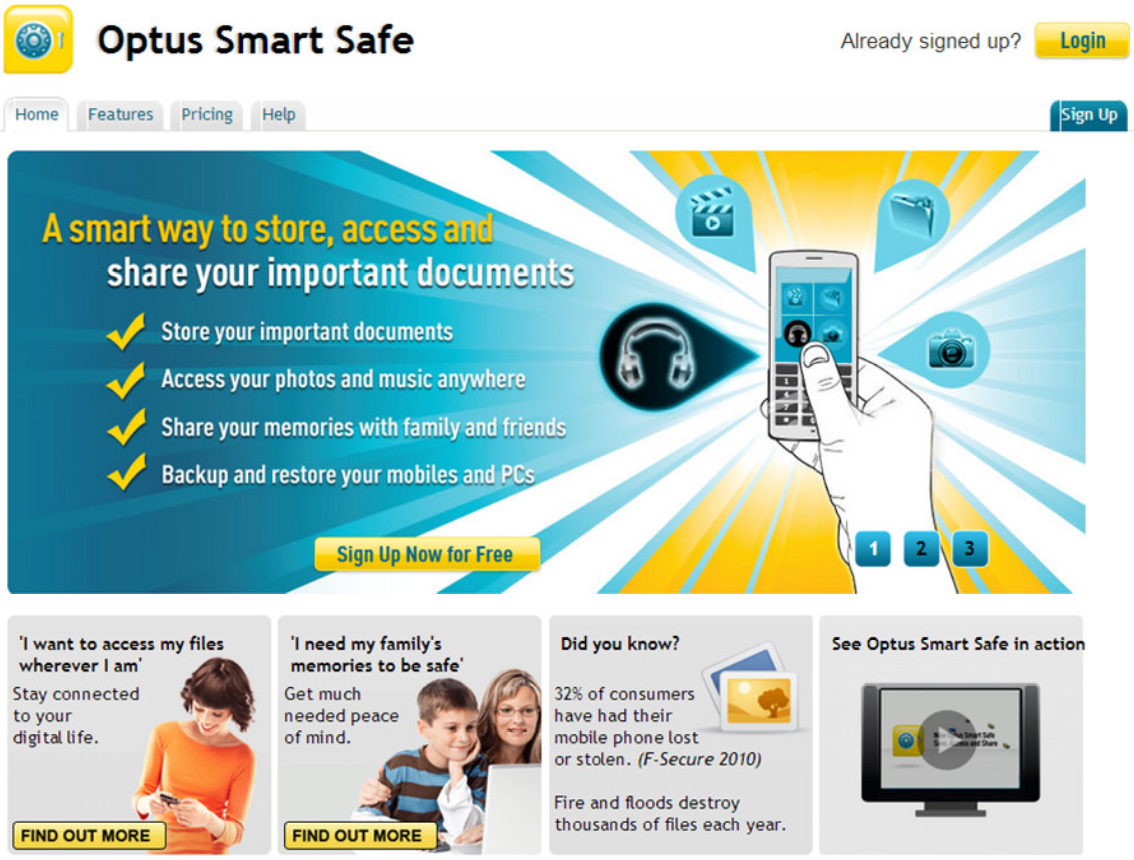 Optus Smart Safe
Already signed up?
Login
Home
Features
Pricing
Help
Sign Up
A smart way to store, access and
share your important documents
Store your important documents
Access your photos and music anywhere
Share your memories with family and friends
Backup and restore your mobiles and PCs
Sign Up Now for Free
1
2
3
'I want to access my files
wherever I am'
Stay connected
to your
digital life.
FIND OUT MORE
'I need my family's
memories to be safe'
Get much
needed peace
of mind.
FIND OUT MORE
Did you know?
32% of consumers
have had their
mobile phone lost
or stolen. (F-Secure 2010)
Fire and floods destroy
thousands of files each year.
See Optus Smart Safe in action
Optus Smart Safe
and Share